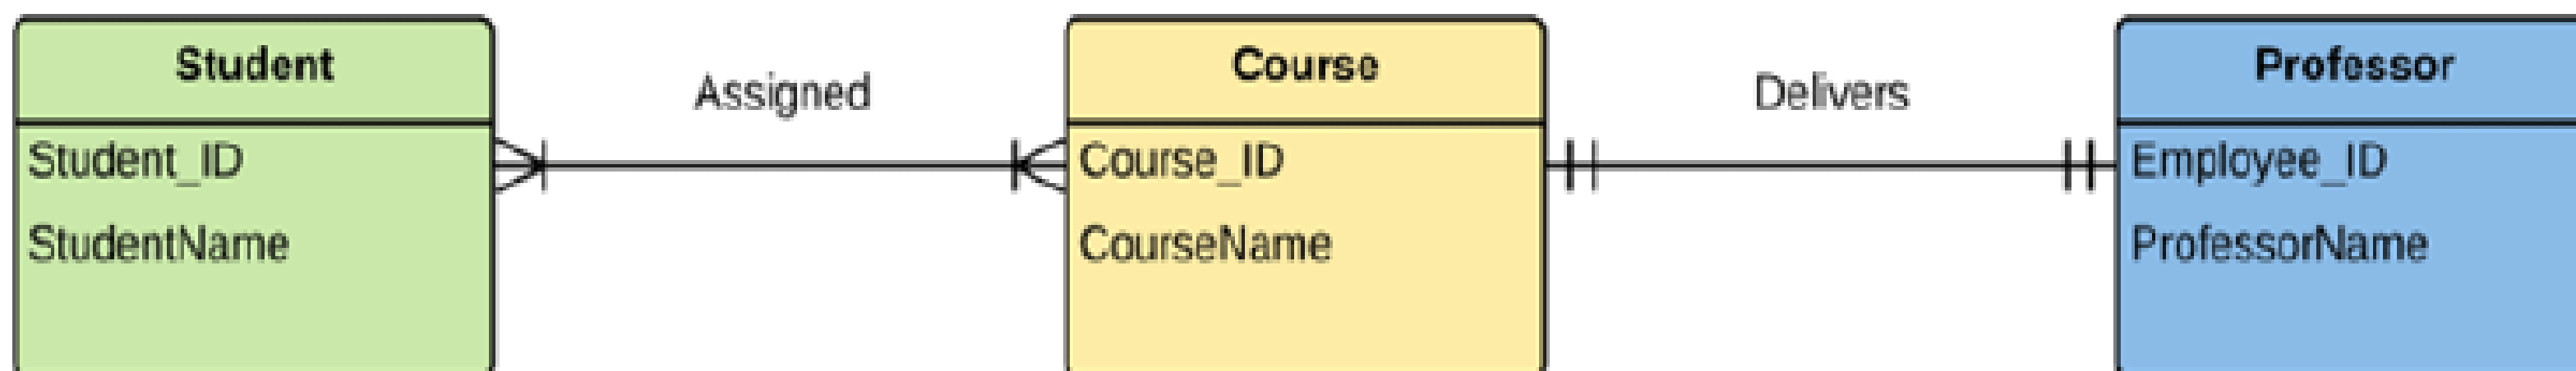 Student
Student_ID
StudentName
Assigned
Course
Course_ID
CourseName
Delivers
Professor
Employee_ID
ProfessorName